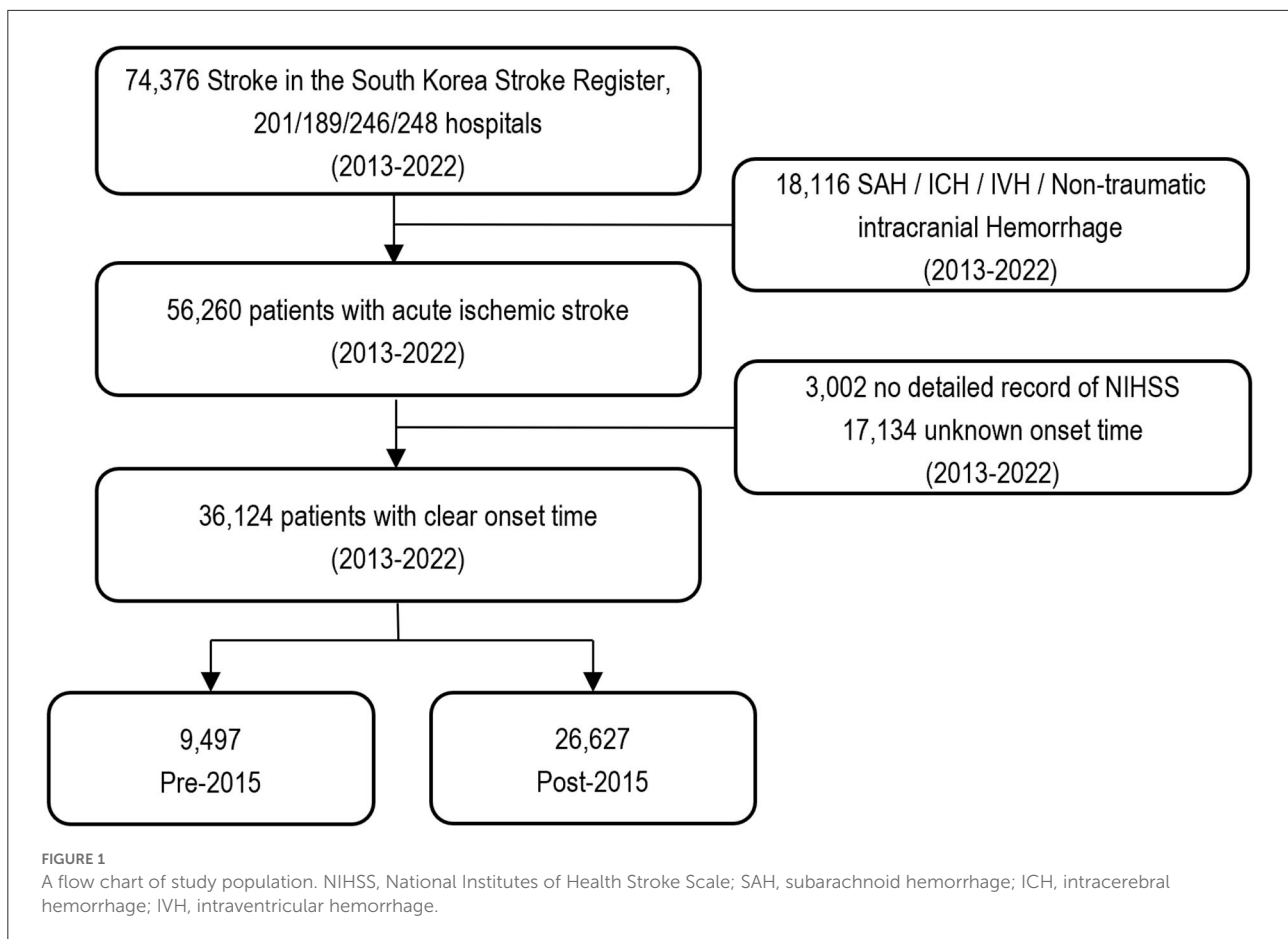 74,376 Stroke in the South Korea Stroke Register,
201/189/246/248 hospitals
(2013-2022)
18,116 SAH / ICH / IVH / Non-traumatic
intracranial Hemorrhage
(2013-2022)
56,260 patients with acute ischemic stroke
(2013-2022)
3,002 no detailed record of NIHSS
17,134 unknown onset time
(2013-2022)
36,124 patients with clear onset time
(2013-2022)
9,497
Pre-2015
26,627
Post-2015
FIGURE 1
A flow chart of study population. NIHSS, National Institutes of Health Stroke Scale; SAH, subarachnoid hemorrhage; ICH, intracerebral
hemorrhage; IVH, intraventricular hemorrhage.